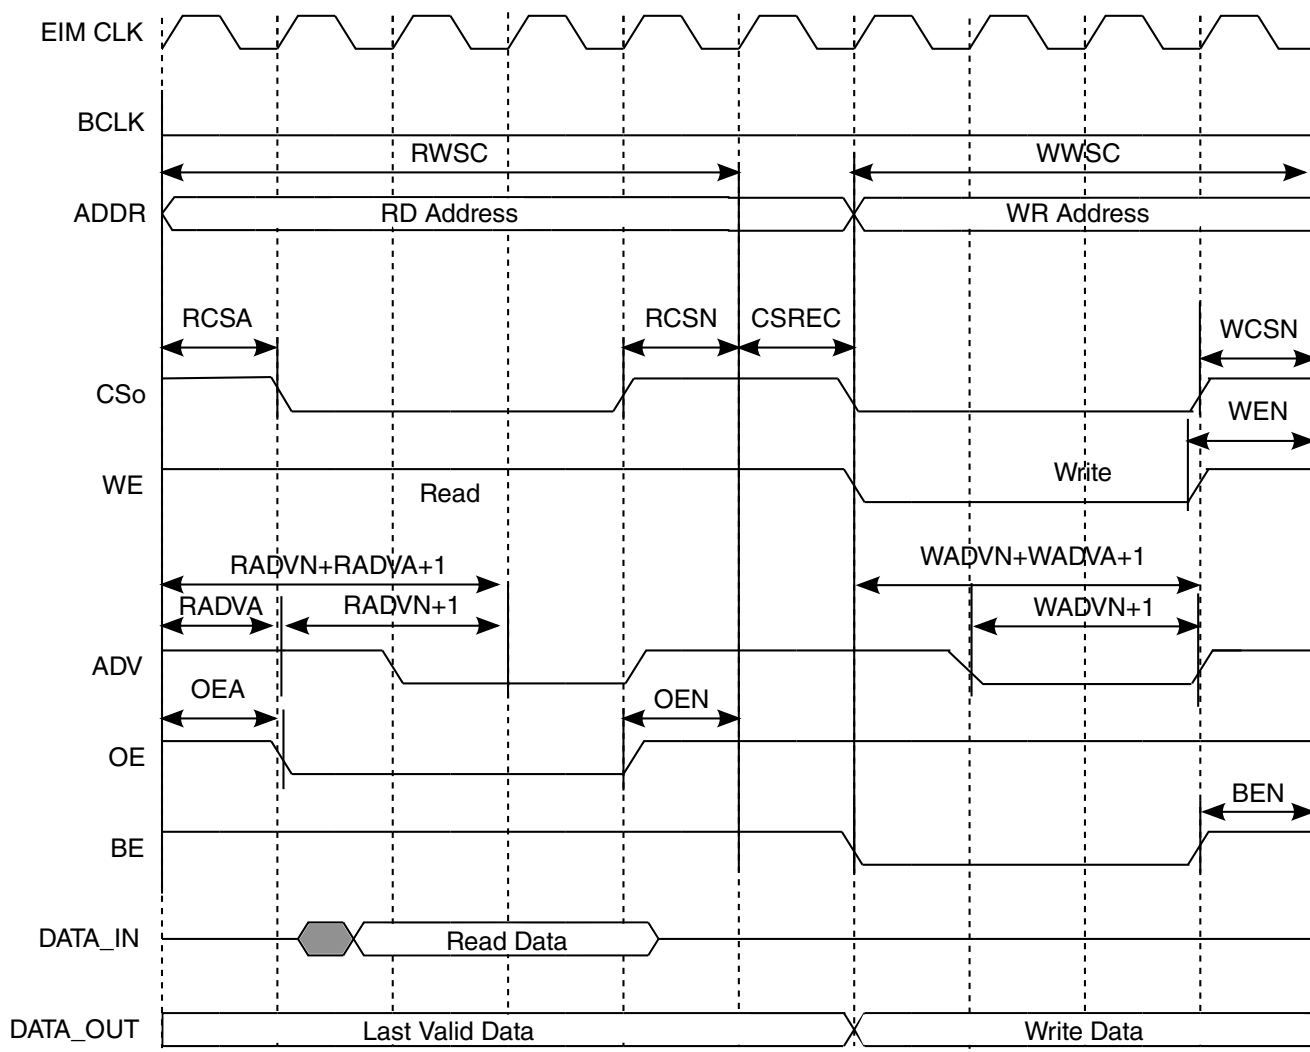 EIM CLK
BCLK
RWSC
WWSC
ADDR
RD Address
WR Address
RCSA
RCSN
CSREC
WCSN
CSo
WEN
WE
Read
Write
RADVN+RADVA+1
WADVN+WADVA+1
RADVA
RADVN+1
WADVN+1
ADV
OEA
OEN
OE
BEN
BE
DATA_IN
Read Data
DATA_OUT
Last Valid Data
Write Data